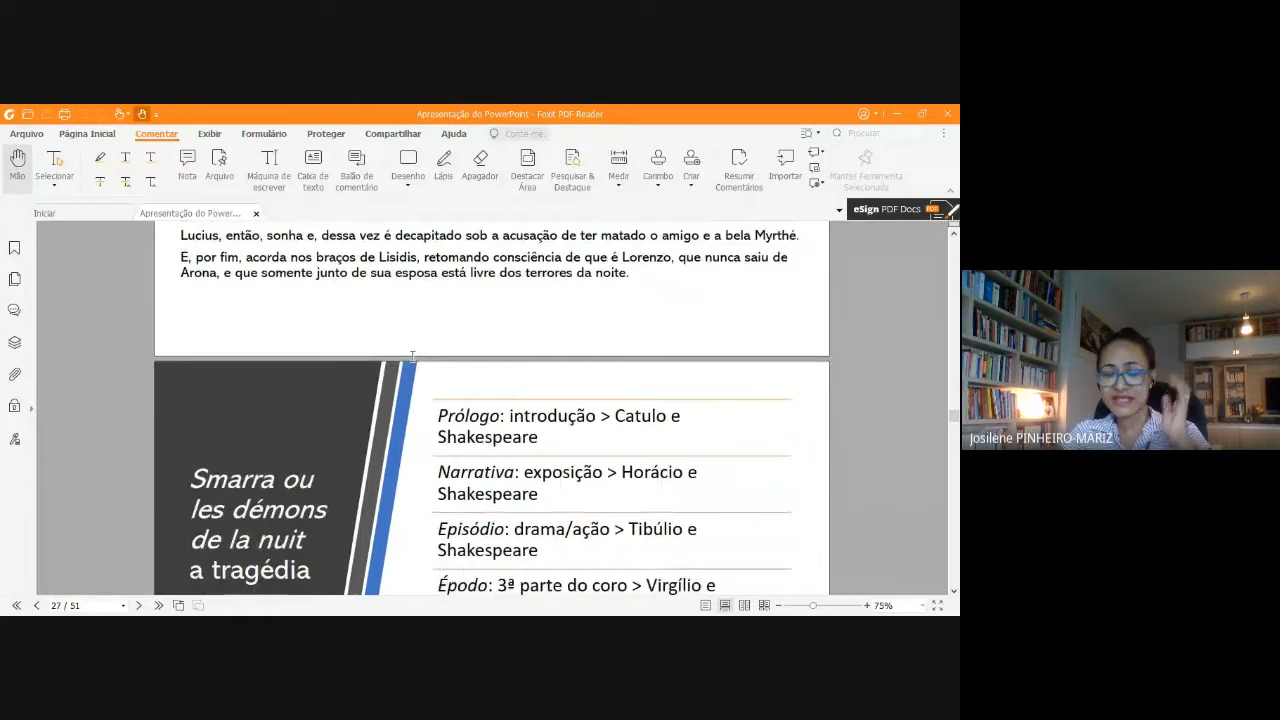 Apresentação do PowerPoint - Foxit PDF Reader
Arquivo Página Inicial Comentar Exibir Formulário Proteger Compartilhar Ajuda Conte-me. Procurar
Mão Selecionar Nota Arquivo Máquina de escrever Caixa de texto Balão de comentário Desenho Lápis Apagador Destacar Área Pesquisar & Destaque Medir Carimbo Criar Resumir Comentários Importar Manter Ferramenta Selecionada
Iniciar Apresentação do Power... eSign PDF Docs
Lucius, então, sonha e, dessa vez é decapitado sob a acusação de ter matado o amigo e a bela Myrthé.
E, por fim, acorda nos braços de Lisidis, retomando consciência de que é Lorenzo, que nunca saiu de
Arona, e que somente junto de sua esposa está livre dos terrores da noite.
Smarra ou
les démons
de la nuit
a tragédia
Prólogo: introdução > Catulo e
Shakespeare
Narrativa: exposição > Horácio e
Shakespeare
Episódio: drama/ação > Tibúlio e
Shakespeare
Épodo: 3ª parte do coro > Virgílio e
27 / 51
75%
Josilene PINHEIRO-MARIZ